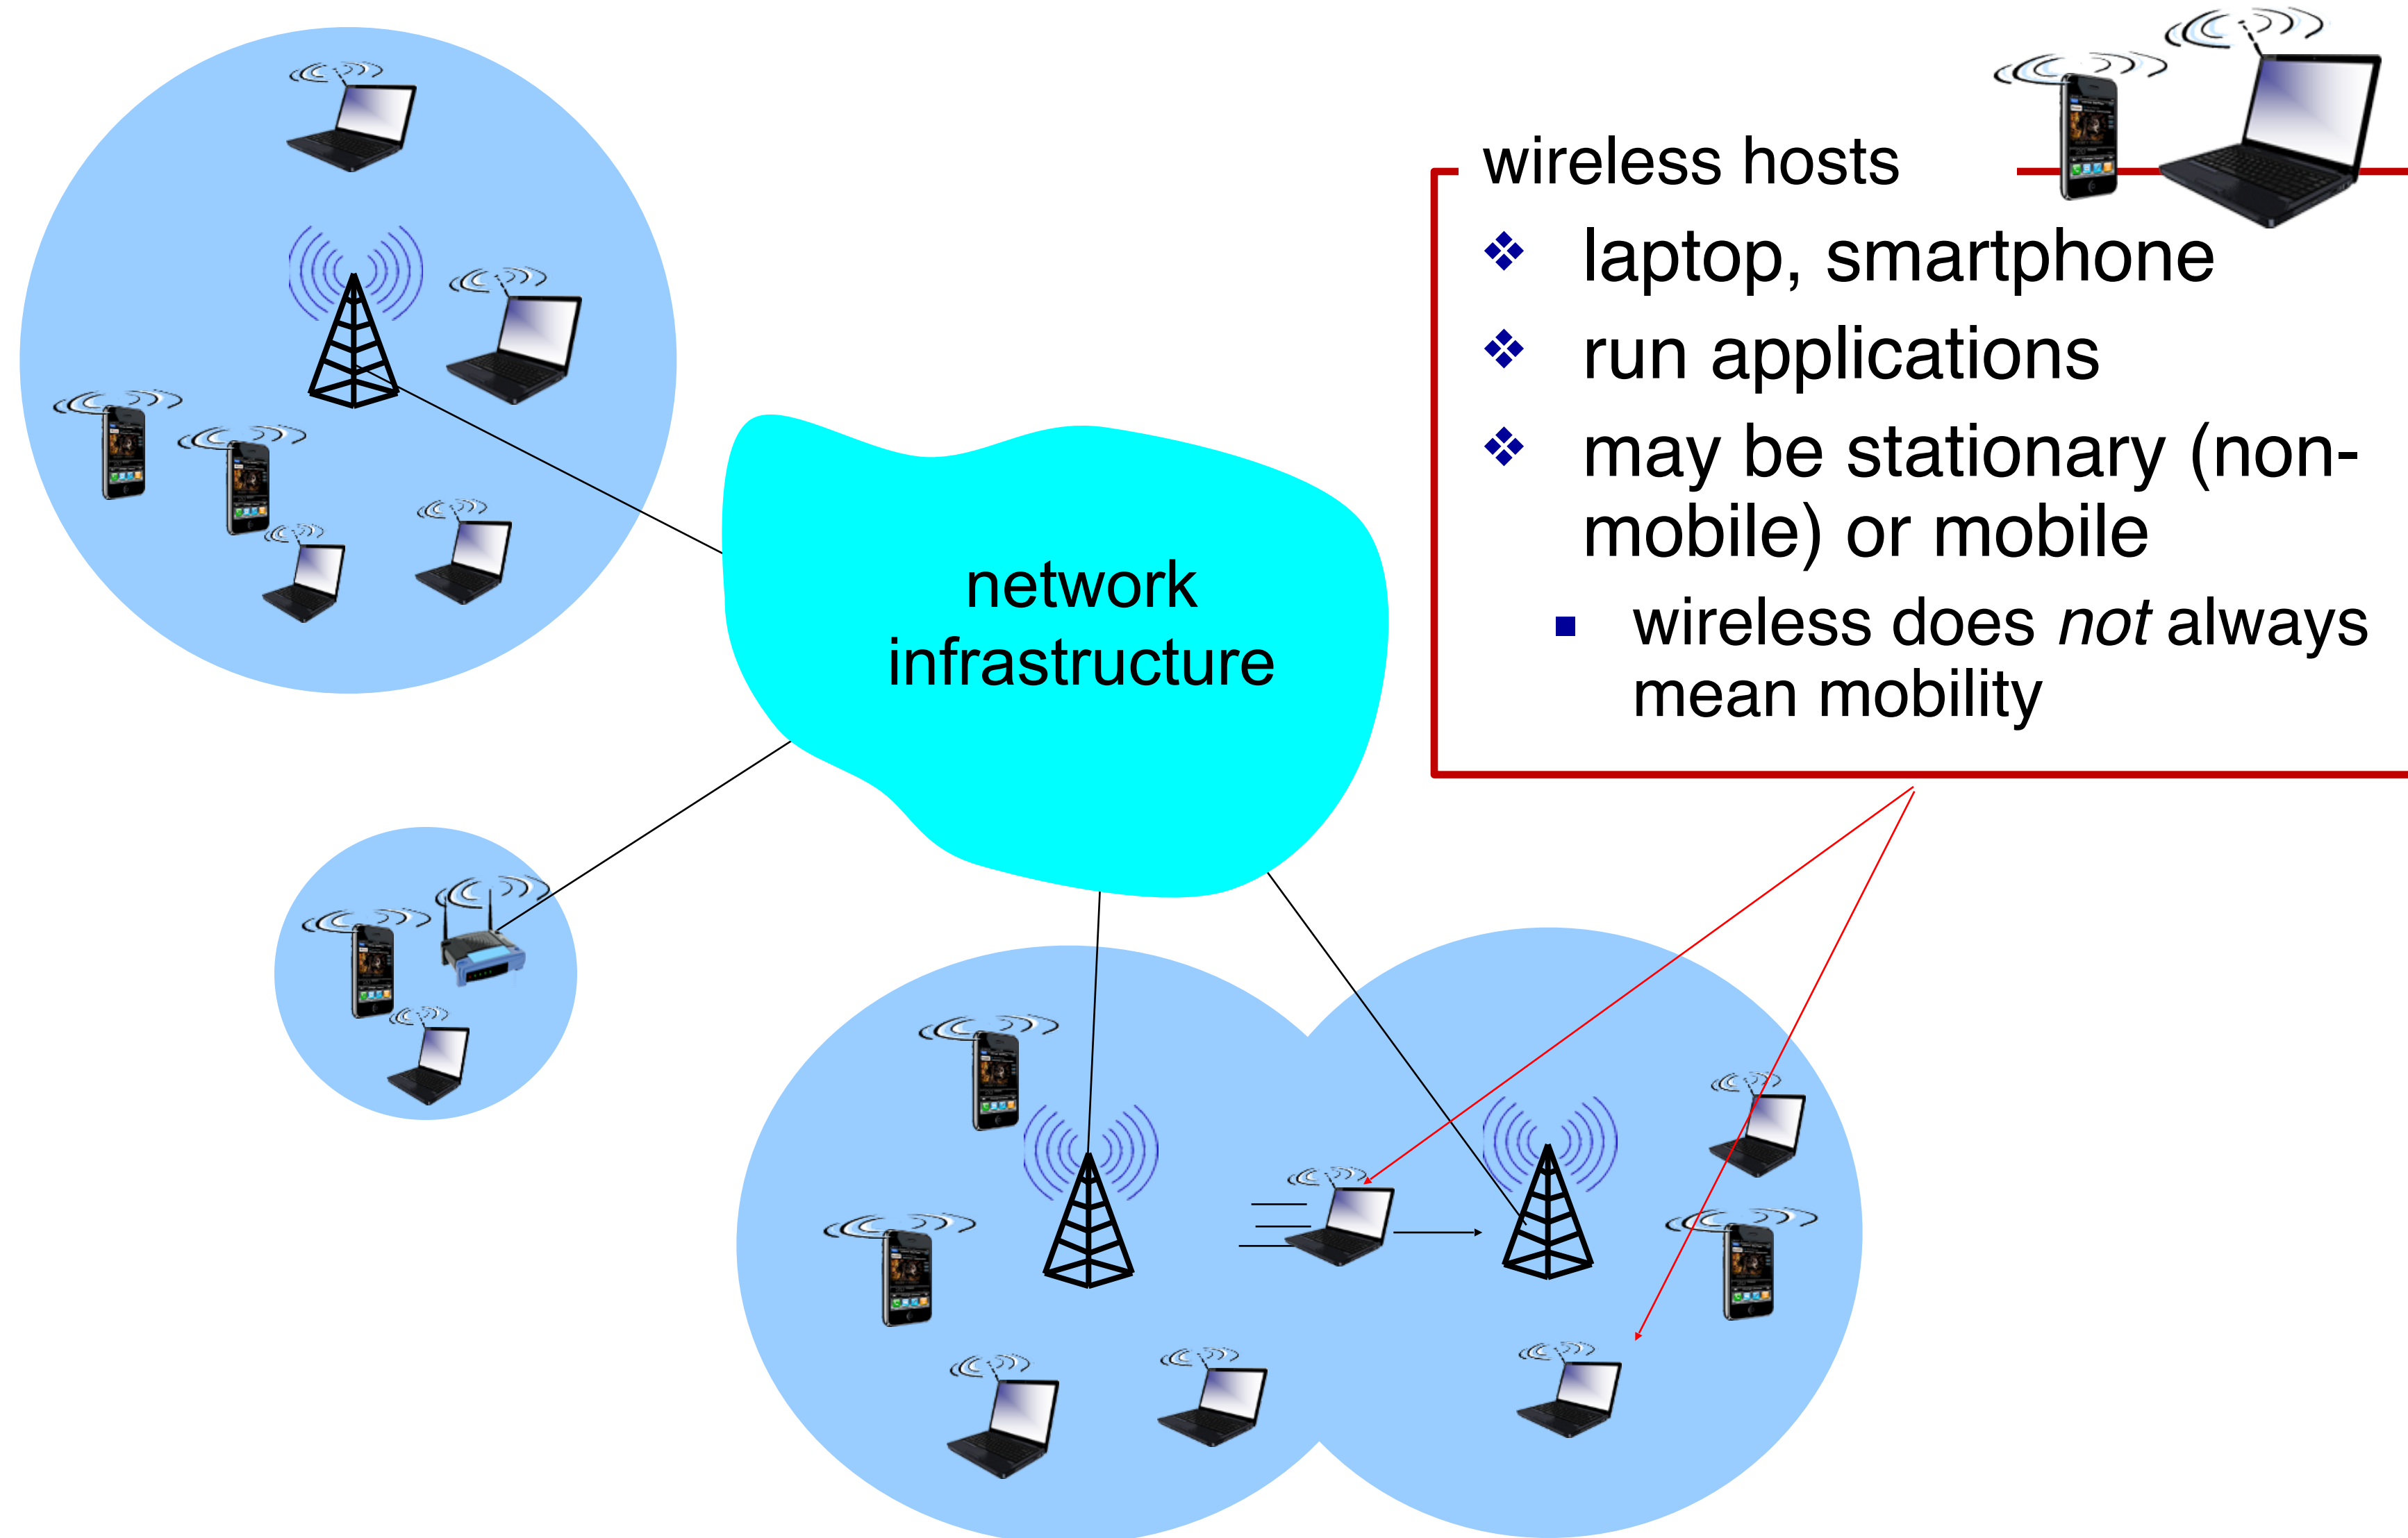 wireless hosts
❖ laptop, smartphone
❖ run applications
❖ may be stationary (non-
mobile) or mobile
▪ wireless does not always
mean mobility
network
infrastructure